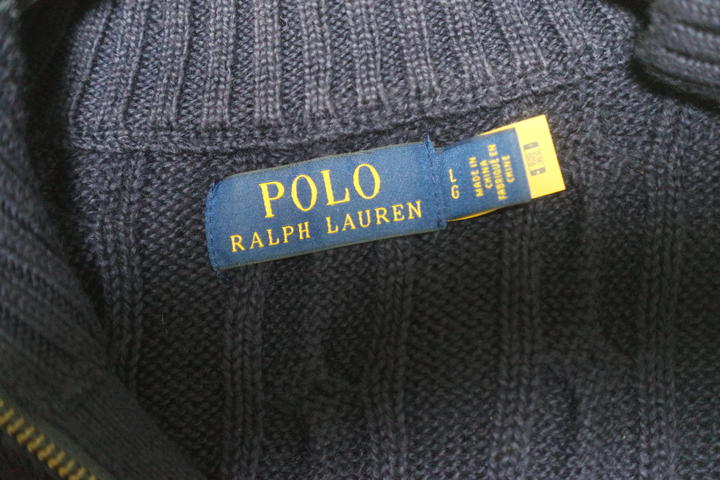 POLO
RALPH LAUREN
L
G
MADE IN
CHINA
FABRIQUÉ EN
CHINE